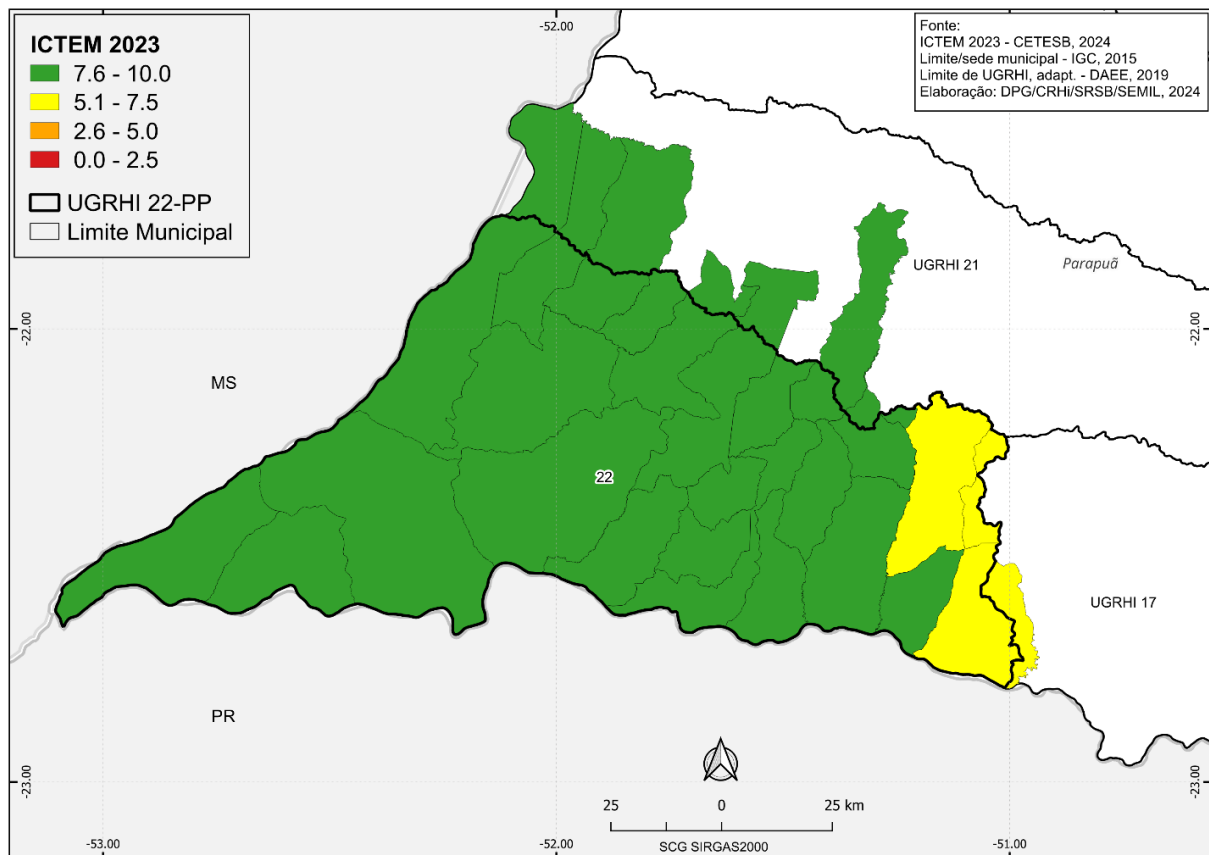 ICTEM 2023
7.6 - 10.0
5.1 - 7.5
2.6 - 5.0
0.0 - 2.5
UGRHI 22-PP
Limite Municipal
-52.00
Fonte:
ICTEM 2023 - CETESB, 2024
Limite/sede municipal - IGC, 2015
Limite de UGRHI, adapt. - DAEE, 2019
Elaboração: DPG/CRHi/SRSB/SEMIL, 2024
UGRHI 21
Parapuã
-22.00
-22.00
MS
22
UGRHI 17
PR
-23.00
-23.00
25 0 25 km
SCG SIRGAS2000
-53.00
-52.00
-51.00